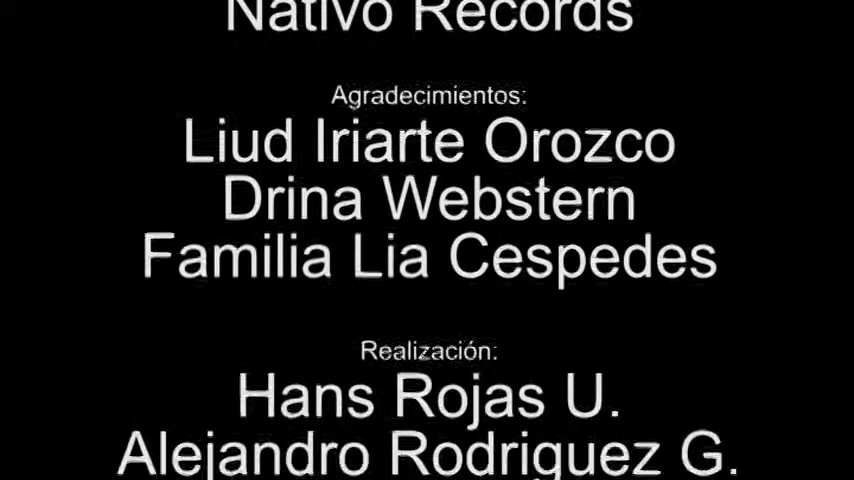 Nativo Records
Agradecimientos:
Liud Iriarte Orozco
Drina Webstern
Familia Lia Cespedes
Realización:
Hans Rojas U.
Alejandro Rodriguez G.